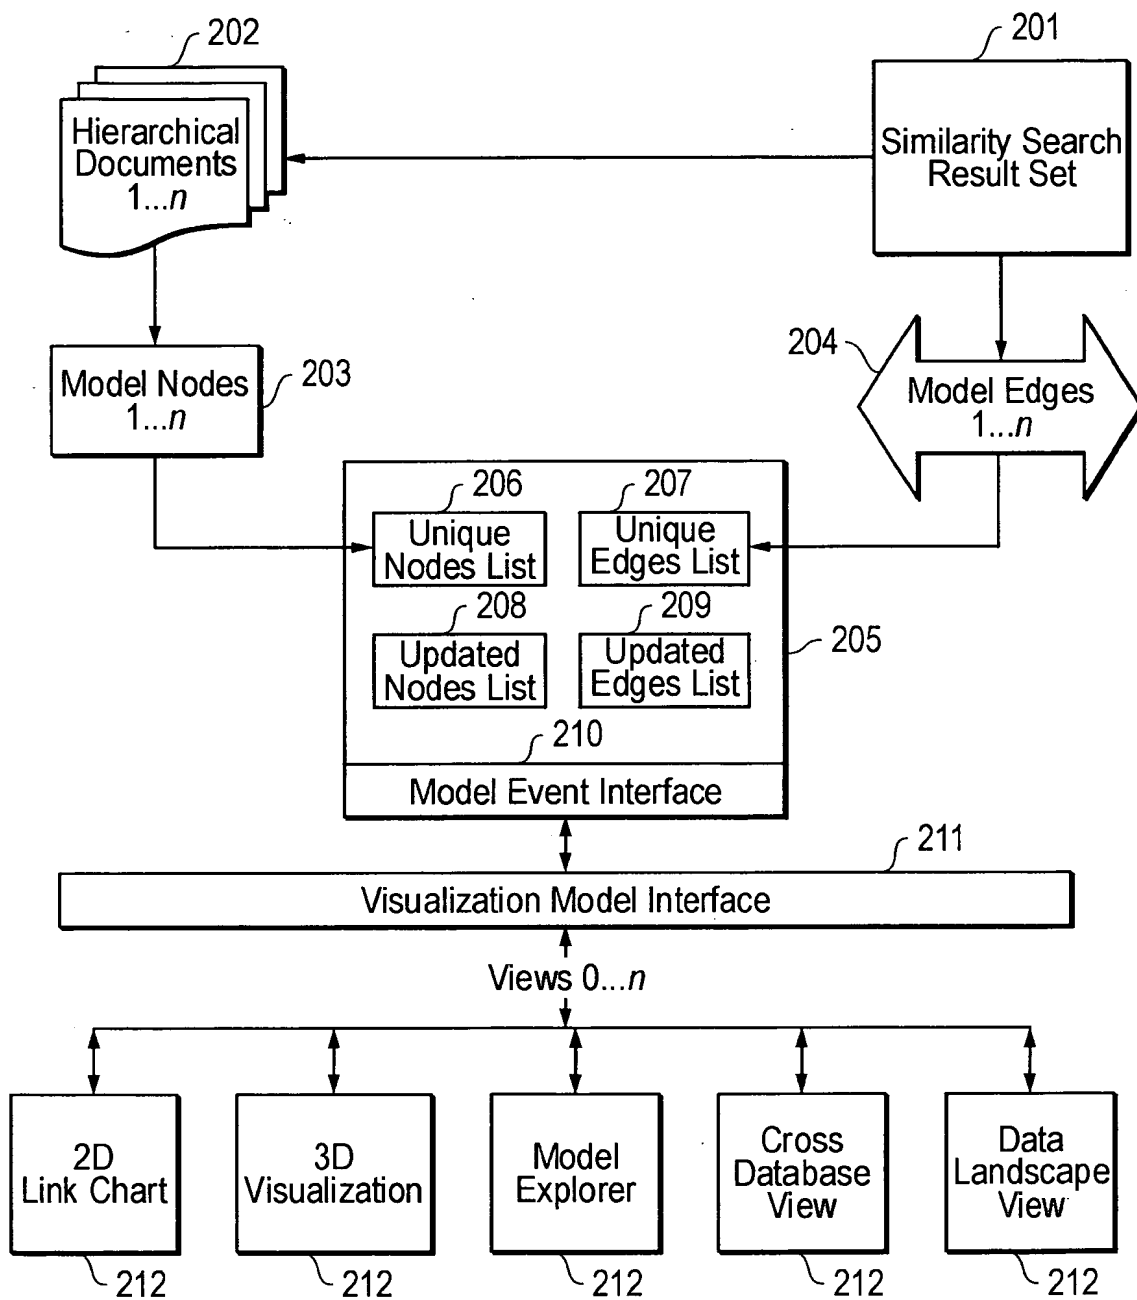 202
201
Hierarchical
Documents
1...n
Similarity Search
Result Set
204
Model Nodes
1...n
203
Model Edges
1...n
206
207
Unique
Nodes List
Unique
Edges List
208
209
Updated
Nodes List
Updated
Edges List
205
210
Model Event Interface
211
Visualization Model Interface
Views 0...n
2D
Link Chart
3D
Visualization
Model
Explorer
Cross
Database
View
Data
Landscape
View
212
212
212
212
212